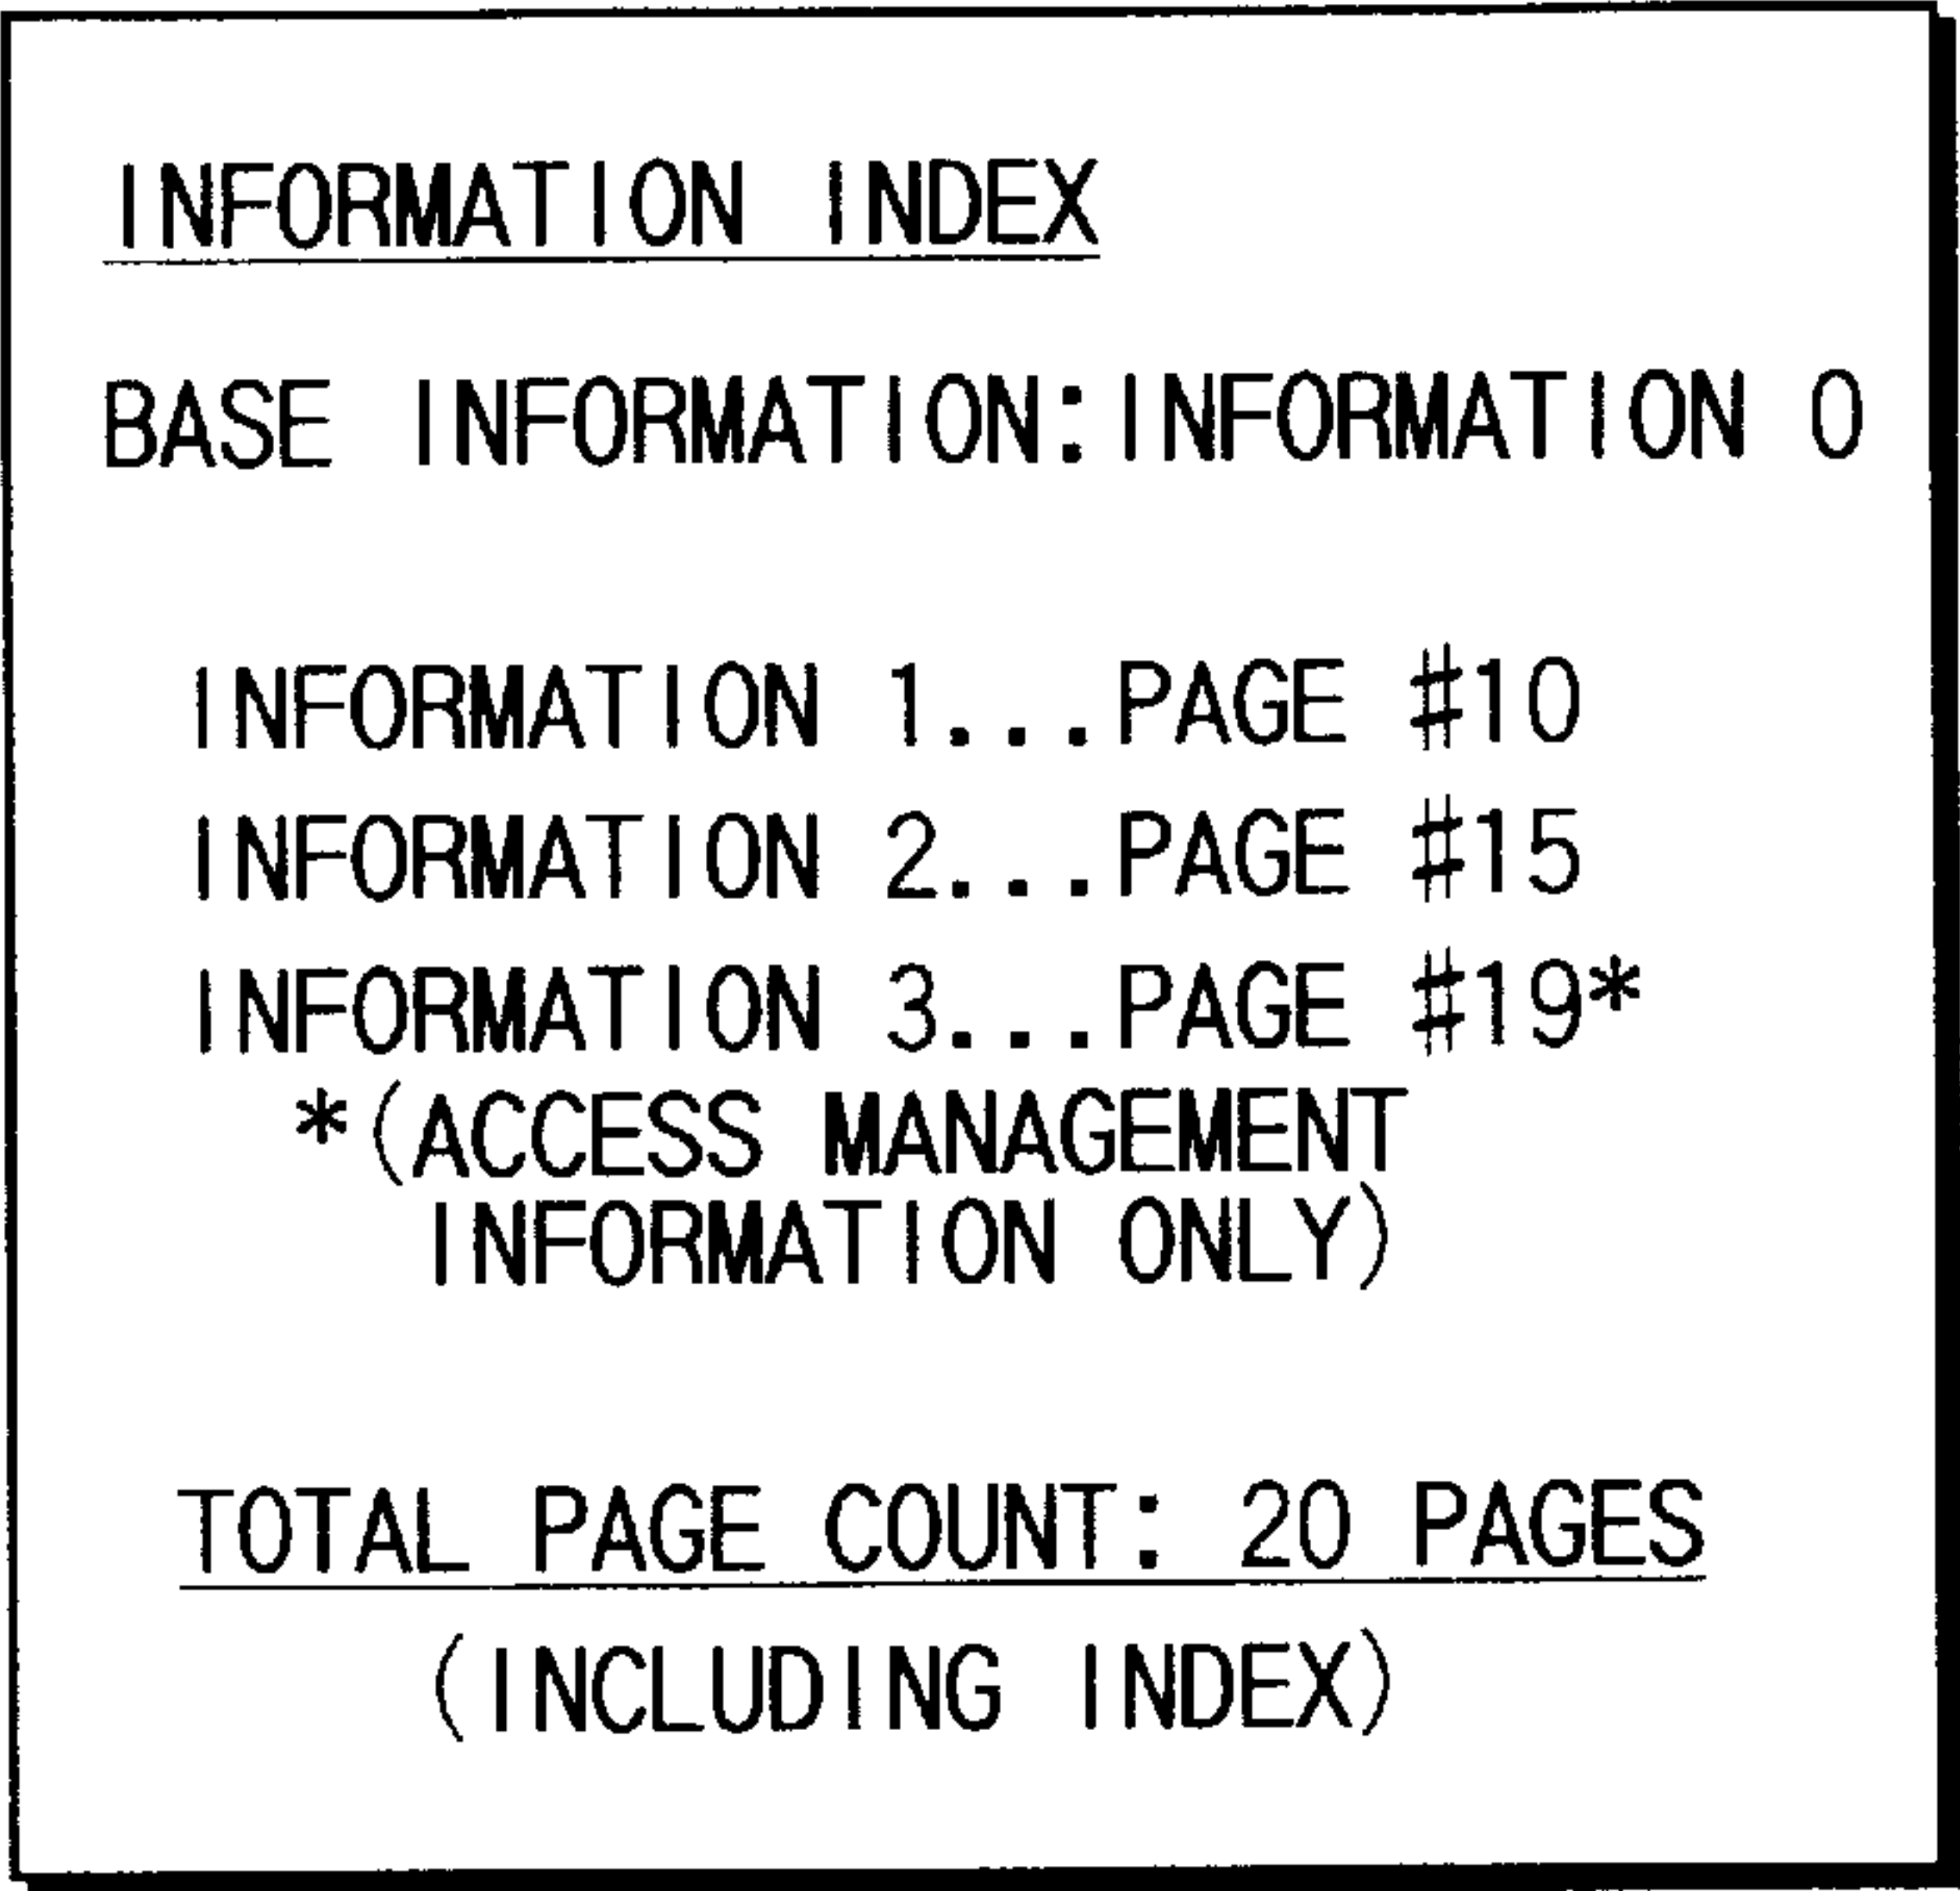 INFORMATION INDEX
BASE INFORMATION:INFORMATION 0
INFORMATION 1...PAGE #10
INFORMATION 2...PAGE #15
INFORMATION 3...PAGE #19*
*(ACCESS MANAGEMENT
INFORMATION ONLY)
TOTAL PAGE COUNT: 20 PAGES
(INCLUDING INDEX)